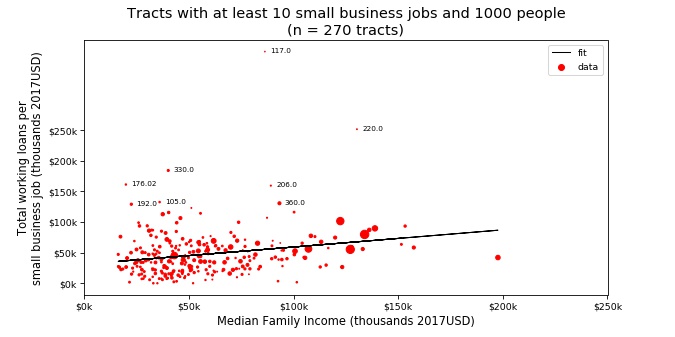 Tracts with at least 10 small business jobs and 1000 people
(n = 270 tracts)
Total working loans per
small business job (thousands 2017USD)
$250k
$200k
$150k
$100k
$50k
$0k
117.0
220.0
330.0
176.02
206.0
192.0
105.0
360.0
fit
data
$0k
$50k
$100k
$150k
$200k
$250k
Median Family Income (thousands 2017USD)